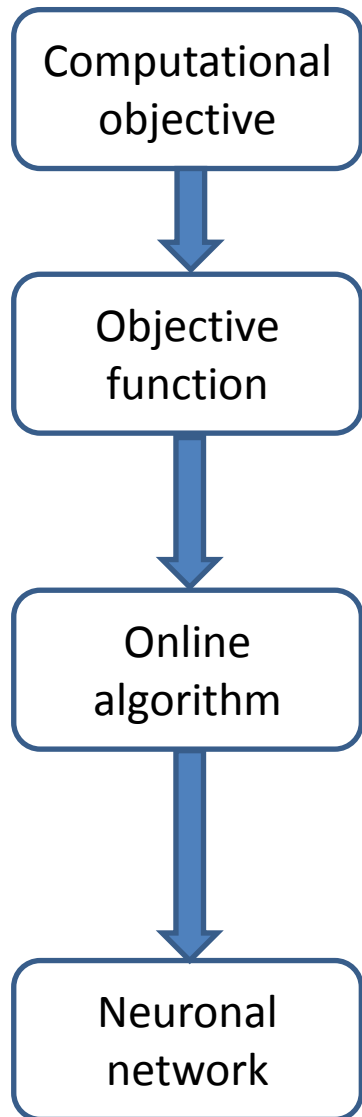 Computational
objective
Objective
function
Online
algorithm
Neuronal
network